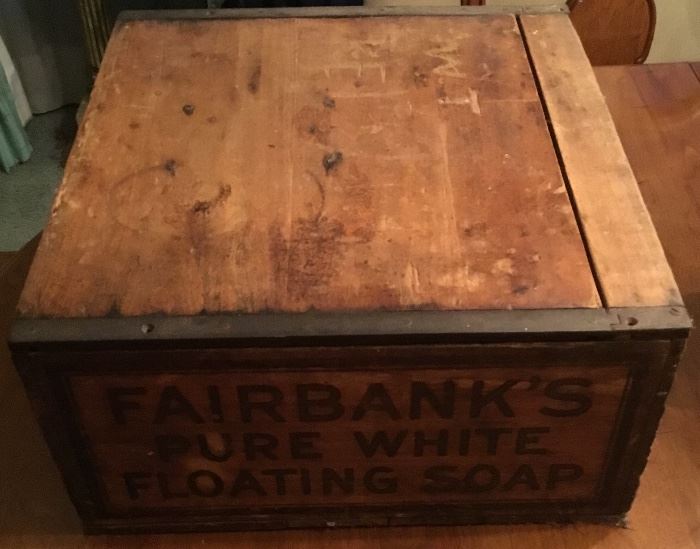 FAIRBANK'S
PURE WHITE
FLOATING SOAP